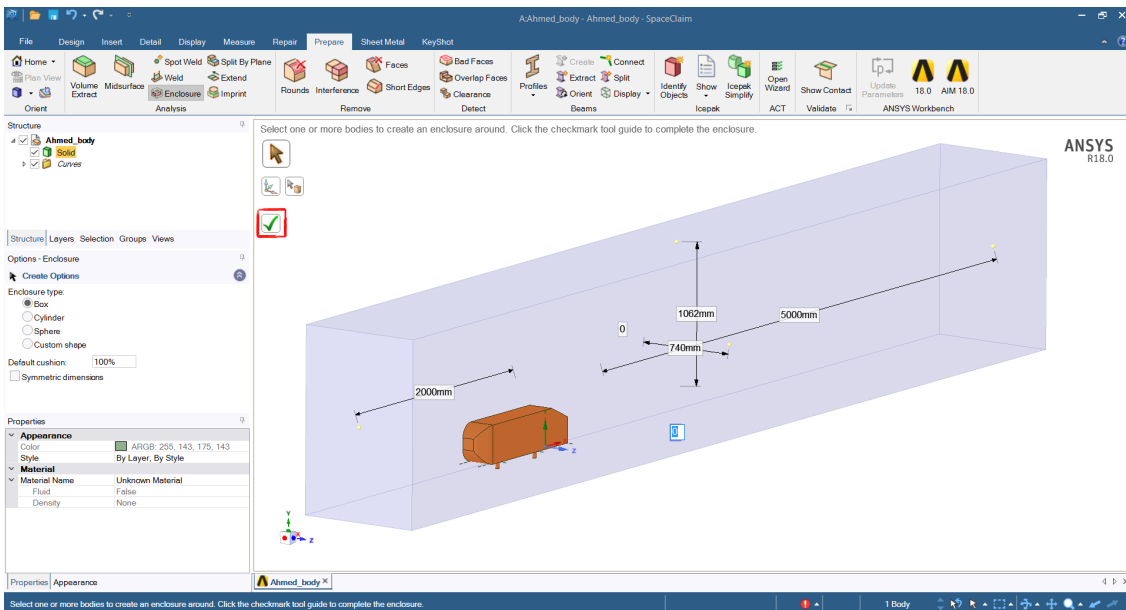 A:Ahmed_body - Ahmed_body - SpaceClaim
File Design Insert Detail Display Measure Repair Prepare Sheet Metal KeyShot
Home
Plan View
Orient
Volume Extract
Midsurface
Spot Weld
Weld
Enclosure
Split By Plane
Extend
Imprint
Analysis
Rounds
Interference
Faces
Short Edges
Remove
Bad Faces
Overlap Faces
Clearance
Detect
Profiles
Create
Extract
Orient
Connect
Split
Display
Beams
Identify Objects
Show
Icepak Simplify
Icepak
Open Wizard
ACT
Show Contact
Validate
Update Parameters
18.0
AIM 18.0
ANSYS Workbench
Structure
Ahmed_body
Solid
Curves
Structure Layers Selection Groups Views
Options - Enclosure
Create Options
Enclosure type:
Box
Cylinder
Sphere
Custom shape
Default cushion: 100%
Symmetric dimensions
Properties
Appearance
Color ARGB: 255, 143, 175, 143
Style By Layer, By Style
Material
Material Name Unknown Material
Fluid False
Density None
Properties Appearance
Select one or more bodies to create an enclosure around. Click the checkmark tool guide to complete the enclosure.
ANSYS
R18.0
1062mm
5000mm
0
740mm
2000mm
0
X
Z
Y
X
Z
Ahmed_body
Select one or more bodies to create an enclosure around. Click the checkmark tool guide to complete the enclosure.
1 Body